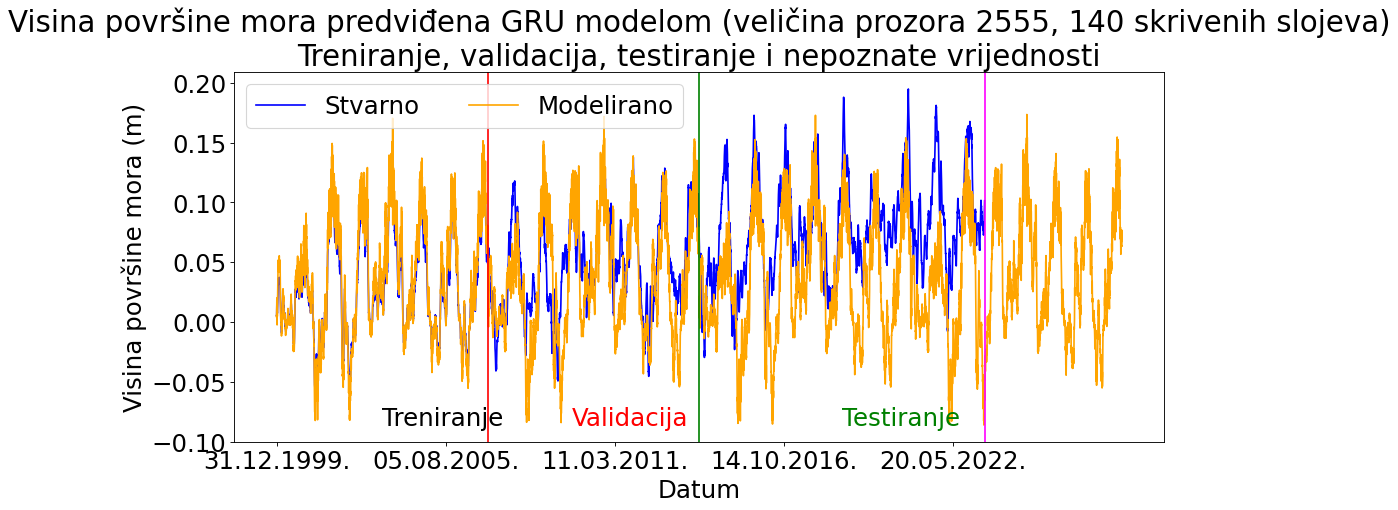 Visina površine mora predviđena GRU modelom (veličina prozora 2555, 140 skrivenih slojeva)
Treniranje, validacija, testiranje i nepoznate vrijednosti
Visina površine mora (m)
0.20
0.15
0.10
0.05
0.00
−0.05
−0.10
Stvarno Modelirano
Treniranje Validacija Testiranje
31.12.1999. 05.08.2005. 11.03.2011. 14.10.2016. 20.05.2022.
Datum